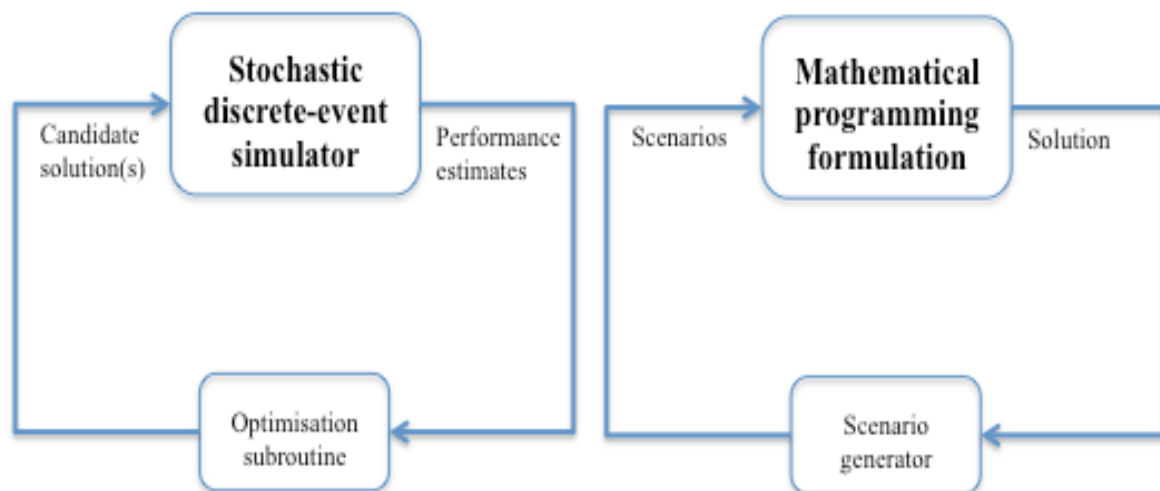 Stochastic
discrete-event
simulator
Candidate
solution(s)
Performance
estimates
Optimisation
subroutine
Mathematical
programming
formulation
Scenarios
Solution
Scenario
generator